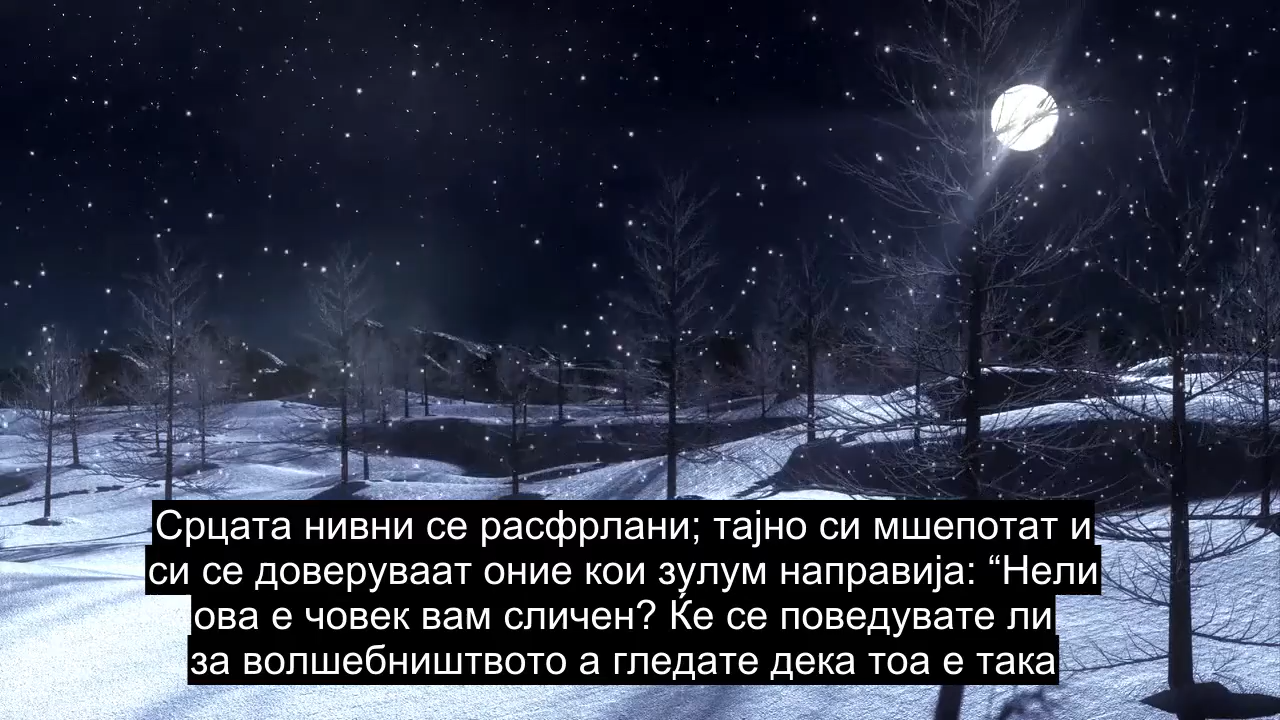 Срцата нивни се расфрлани; тајно си мшепотат и
си се доверуваат оние кои зулум направија: “Нели
ова е човек вам сличен? Ќе се поведувате ли
за волшебништвото а гледате дека тоа е така